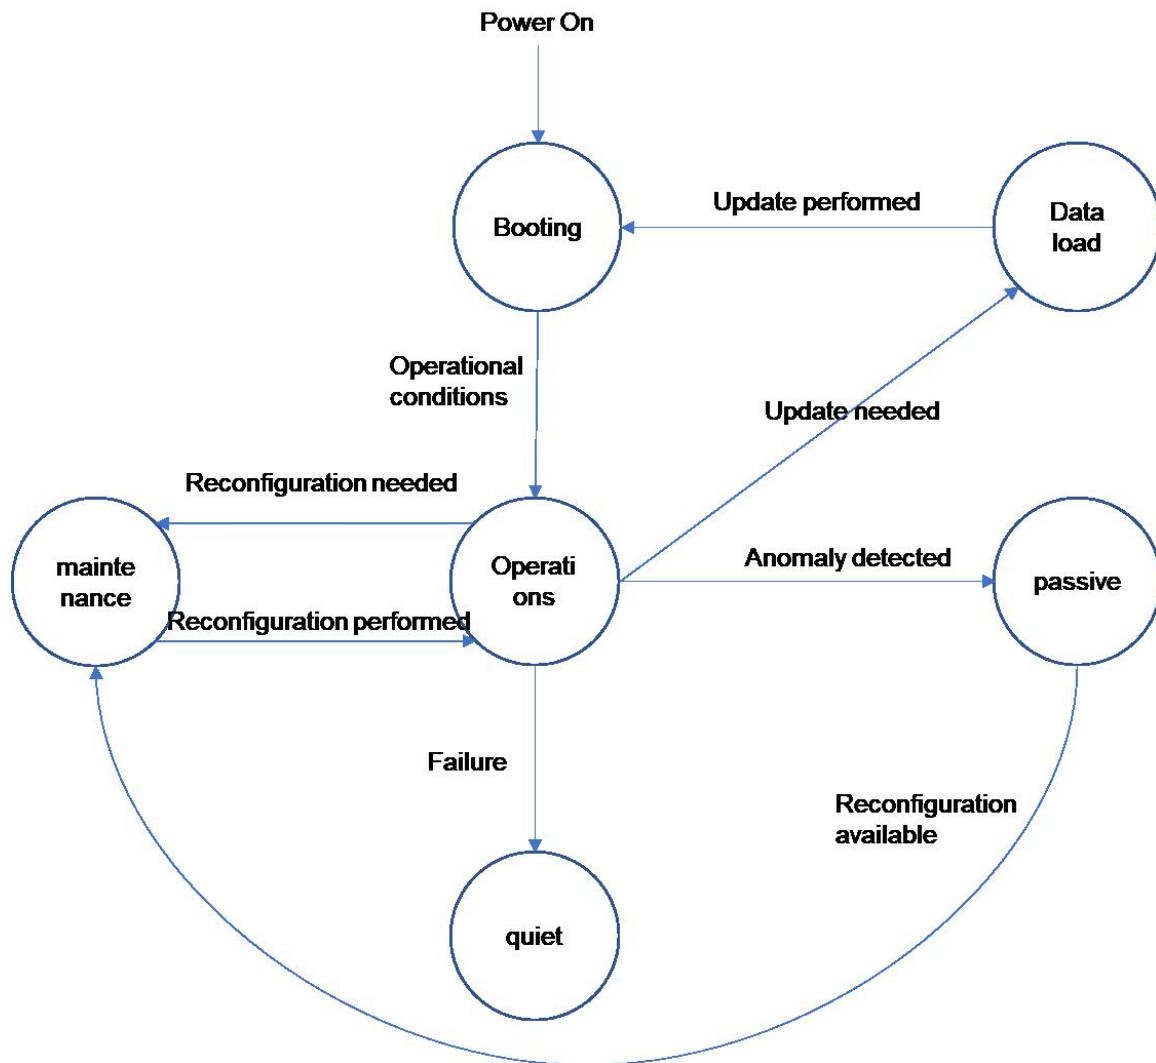 Power On
Booting
Update performed
Data
load
Operational
conditions
Update needed
Reconfiguration needed
mainte
nance
Operati
ons
Anomaly detected
passive
Reconfiguration performed
Failure
Reconfiguration
available
quiet